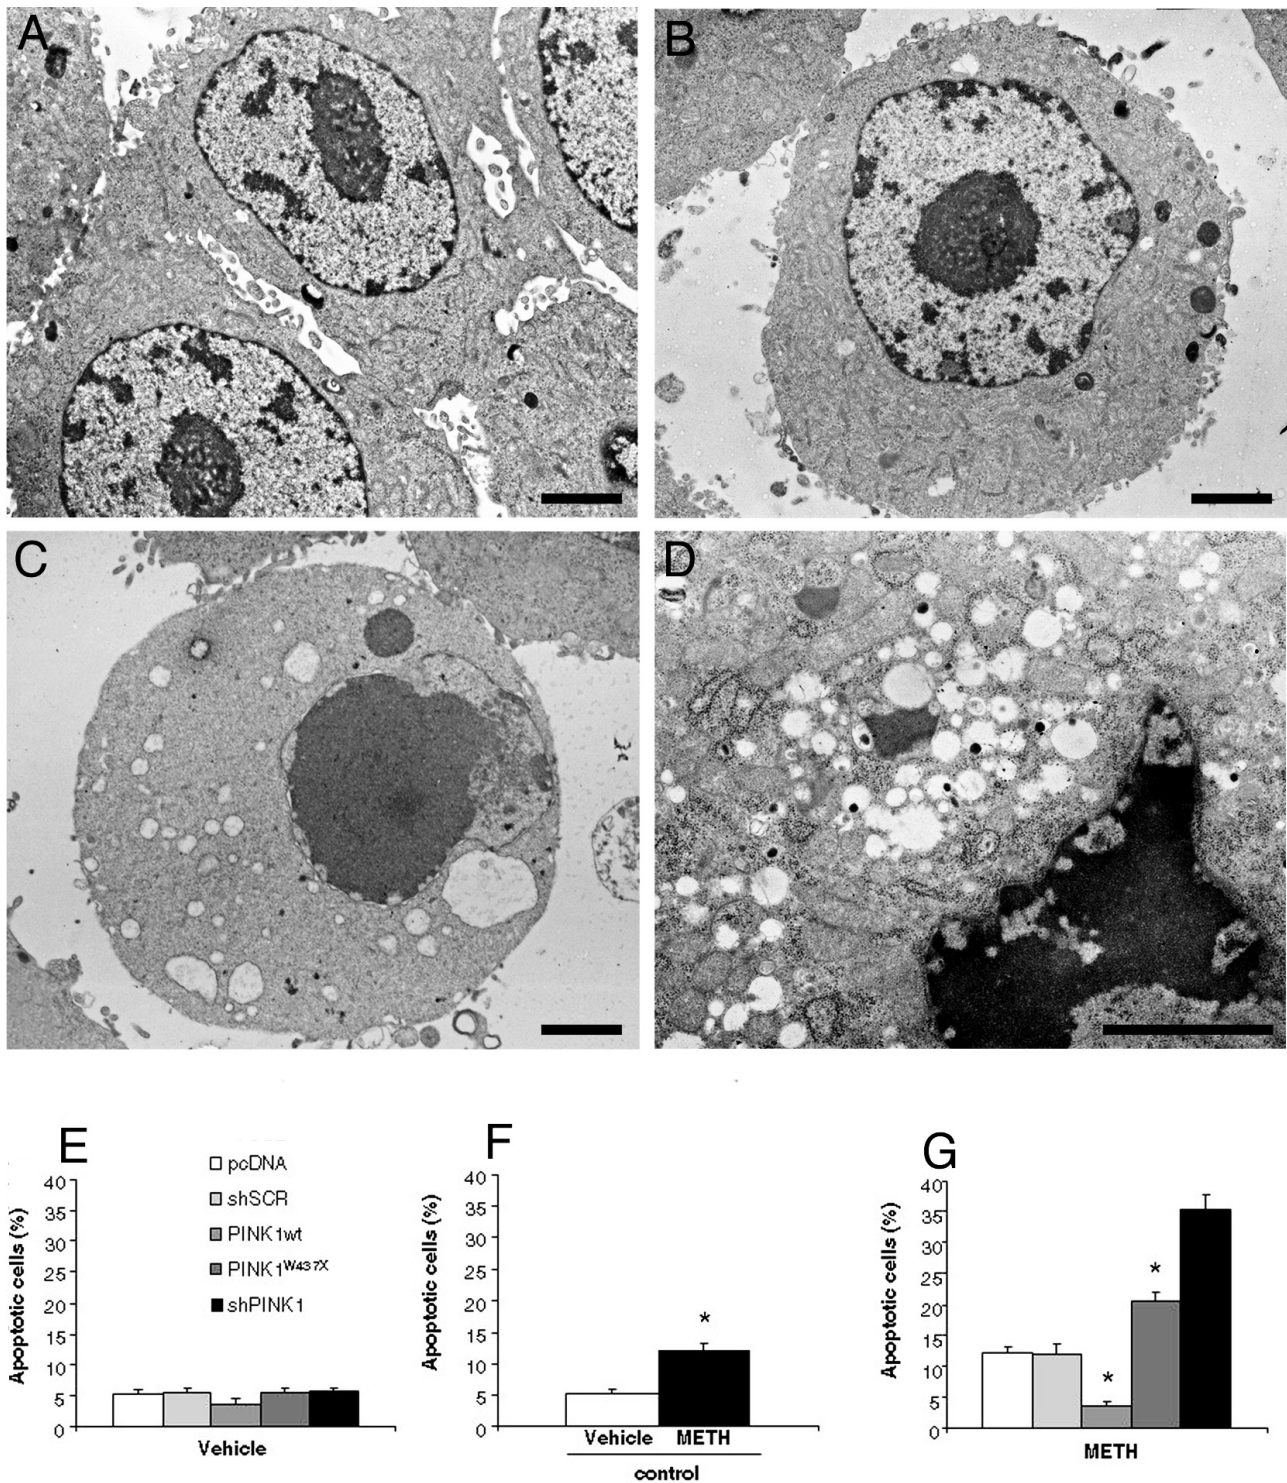 A
B
C
D
E
pcDNA
shSCR
PINK1wt
PINK1W437X
shPINK1
Apoptotic cells (%)
40
35
30
25
20
15
10
5
0
Vehicle
F
Apoptotic cells (%)
40
35
30
25
20
15
10
5
0
*
Vehicle METH
control
G
Apoptotic cells (%)
40
35
30
25
20
15
10
5
0
*
*
METH